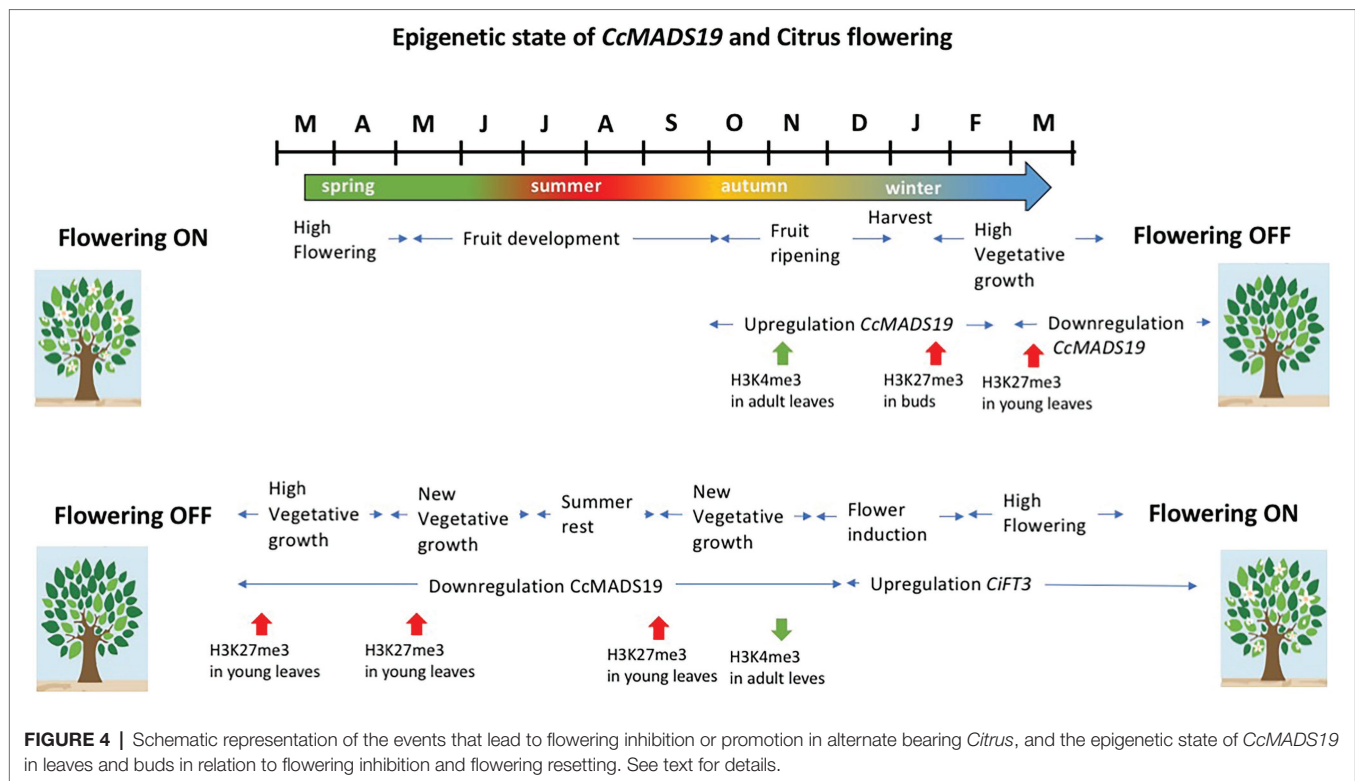 Epigenetic state of CcMADS19 and Citrus flowering
M A M J J A S O N D J F M
spring summer autumn winter
Flowering ON
High
Flowering
Fruit development
Fruit
ripening
Harvest
High
Vegetative
growth
Flowering OFF
Upregulation CcMADS19
Downregulation
CcMADS19
H3K4me3
in adult leaves
H3K27me3
in buds
H3K27me3
in young leaves
Flowering OFF
High
Vegetative
growth
New
Vegetative
growth
Summer
rest
New
Vegetative
growth
Flower
induction
High
Flowering
Flowering ON
Downregulation CcMADS19
Upregulation CiFT3
H3K27me3
in young leaves
H3K27me3
in young leaves
H3K27me3
in young leaves
H3K4me3
in adult leves
FIGURE 4 | Schematic representation of the events that lead to flowering inhibition or promotion in alternate bearing Citrus, and the epigenetic state of CcMADS19
in leaves and buds in relation to flowering inhibition and flowering resetting. See text for details.